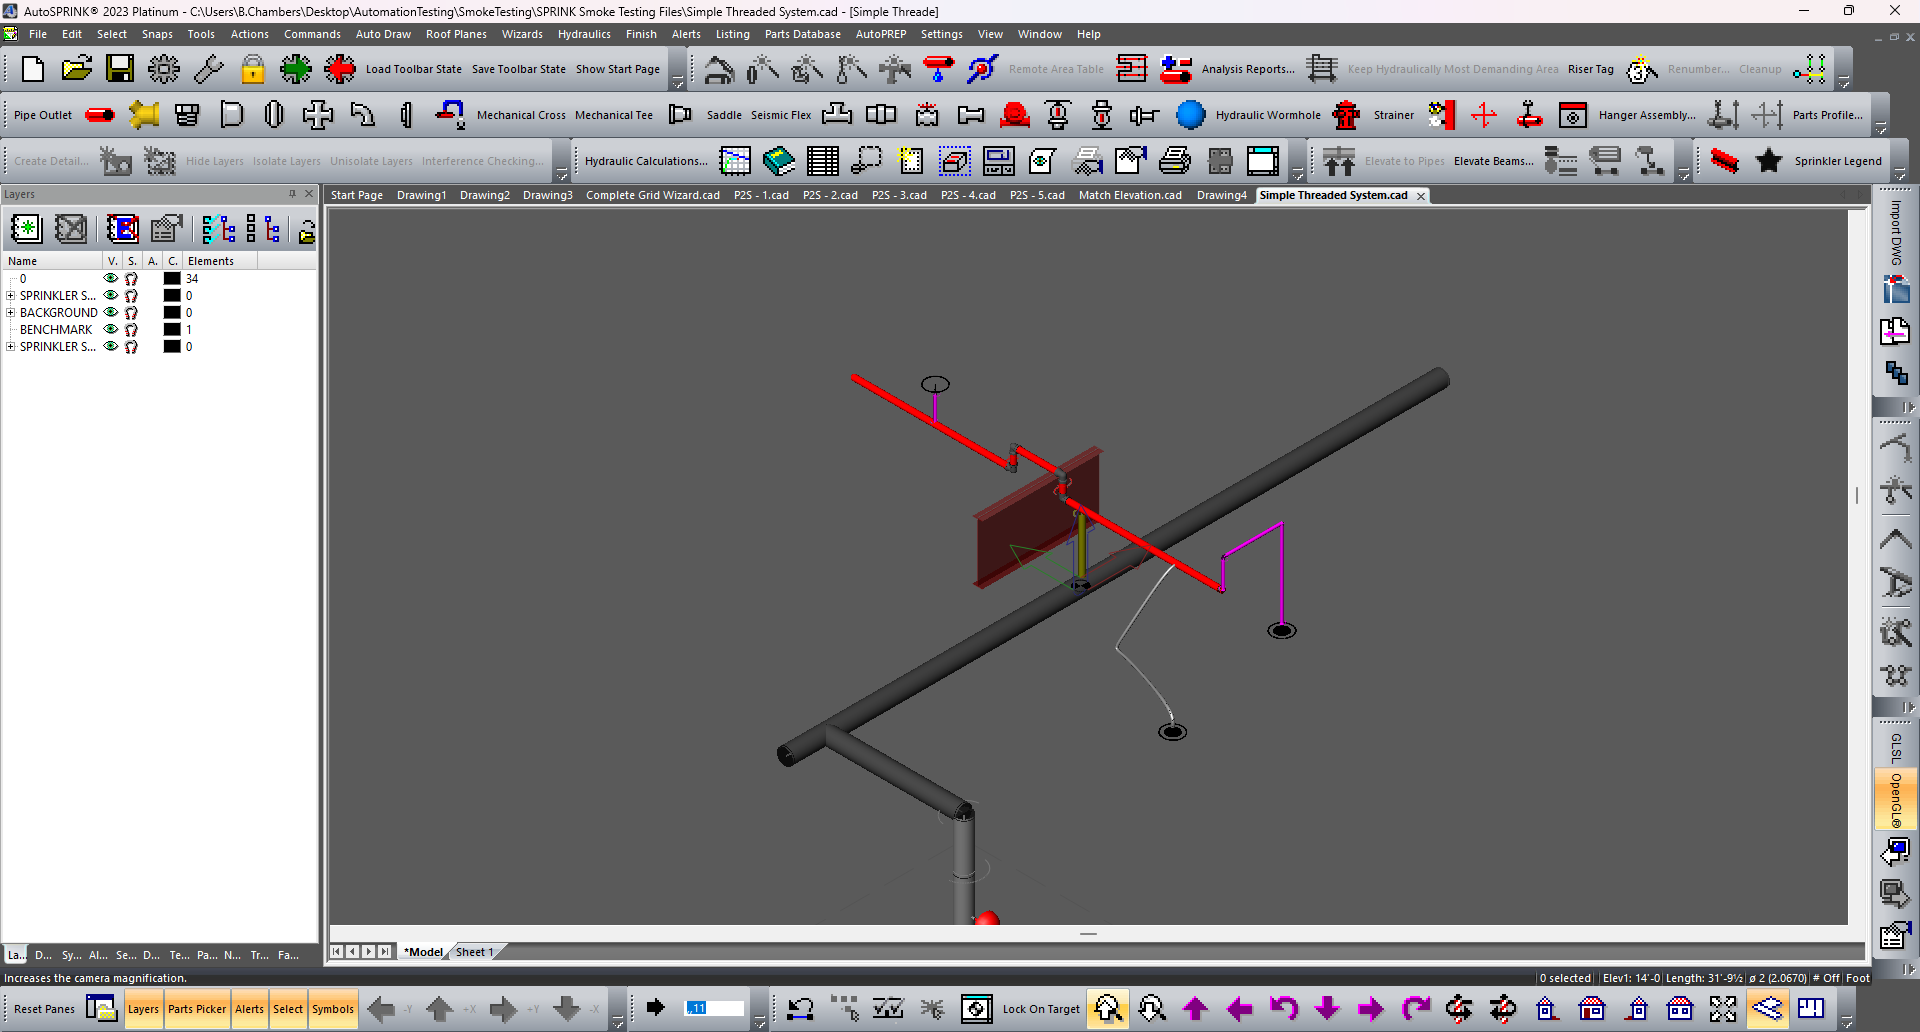 AutoSPRINK® 2023 Platinum - C:\Users\B.Chambers\Desktop\AutomationTesting\SmokeTesting\SPRINK Smoke Testing Files\Simple Threaded System.cad - [Simple Threade]
File Edit Select Snaps Tools Actions Commands Auto Draw Roof Planes Wizards Hydraulics Finish Alerts Listing Parts Database AutoPREP Settings View Window Help
Load Toolbar State Save Toolbar State Show Start Page Remote Area Table Analysis Reports... Keep Hydraulically Most Demanding Area Riser Tag Renumber... Cleanup
Pipe Outlet Mechanical Cross Mechanical Tee Saddle Seismic Flex Hydraulic Wormhole Strainer Hanger Assembly... Parts Profile...
Create Detail... Hide Layers Isolate Layers Unisolate Layers Interference Checking... Hydraulic Calculations... Elevate to Pipes Elevate Beams... Sprinkler Legend
Layers
Start Page Drawing1 Drawing2 Drawing3 Complete Grid Wizard.cad P2S - 1.cad P2S - 2.cad P2S - 3.cad P2S - 4.cad P2S - 5.cad Match Elevation.cad Drawing4 Simple Threaded System.cad
Import DWG
Name V. S. A. C. Elements
0 34
SPRINKLER S... 0
BACKGROUND 0
BENCHMARK 1
SPRINKLER S... 0
GLSL
OpenGL®
*Model Sheet 1
La... D... Sy... Al... Se... D... Te... Pa... N... Tr... Fa...
Increases the camera magnification. 0 selected Elev1: 14'-0 Length: 31'-9½ ø 2 (2.0670) # Off Foot
Reset Panes Layers Parts Picker Alerts Select Symbols -Y +X +Y -X ,,11 Lock On Target